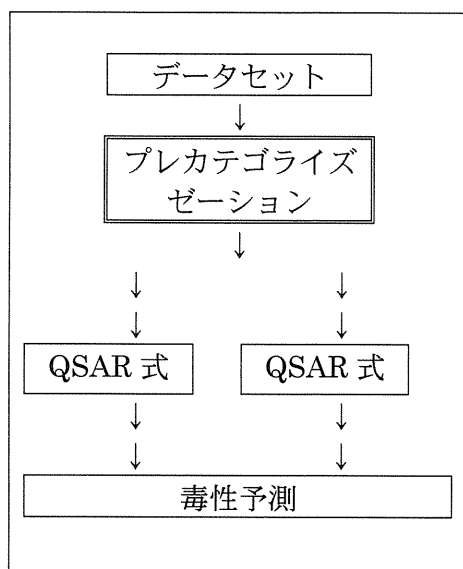 データセット
↓
プレカテゴライズ
ゼーション
↓
↓ ↓
↓ ↓
QSAR 式 QSAR 式
↓ ↓
↓ ↓
毒性予測